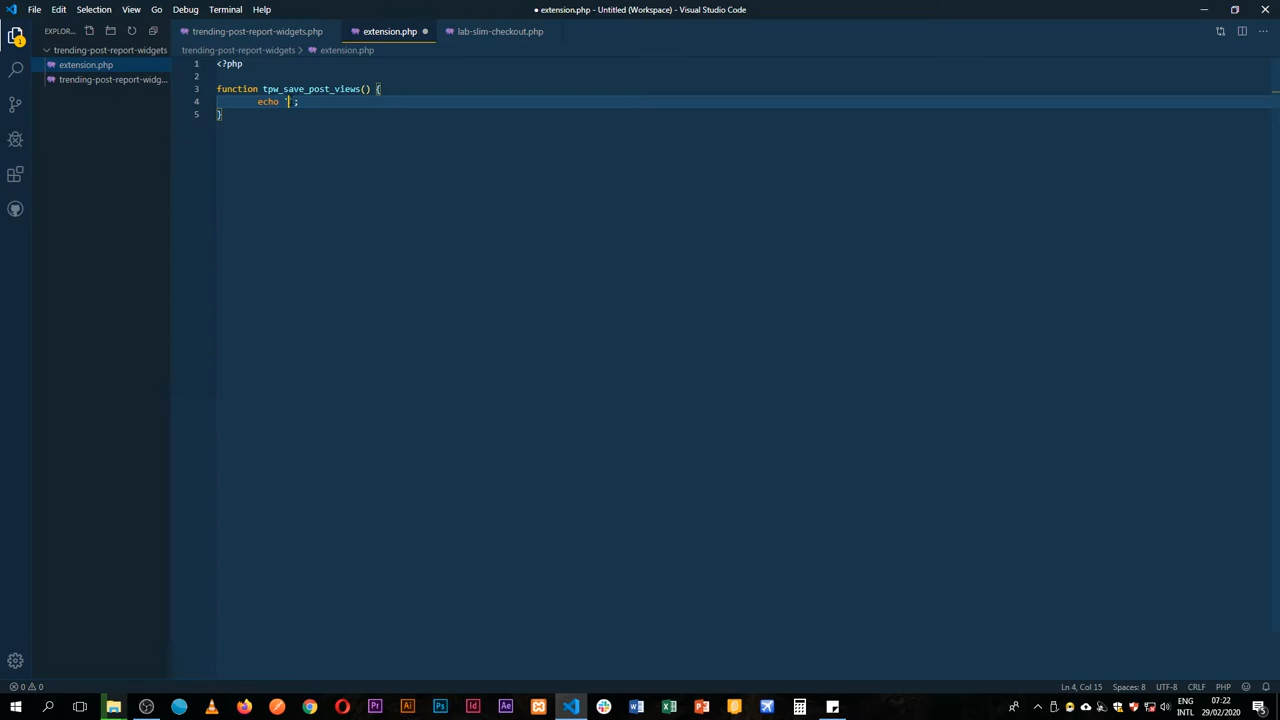 File Edit Selection View Go Debug Terminal Help
● extension.php - Untitled (Workspace) - Visual Studio Code
EXPLOR...
trending-post-report-widgets.php
extension.php
lab-slim-checkout.php
trending-post-report-widgets
trending-post-report-widgets > extension.php
extension.php
trending-post-report-widg...
1 <?php
2
3 function tpw_save_post_views() {
4 echo '';
5 }
1
0 0
Ln 4, Col 15 Spaces: 8 UTF-8 CRLF PHP
ENG
INTL
07:22
29/02/2020